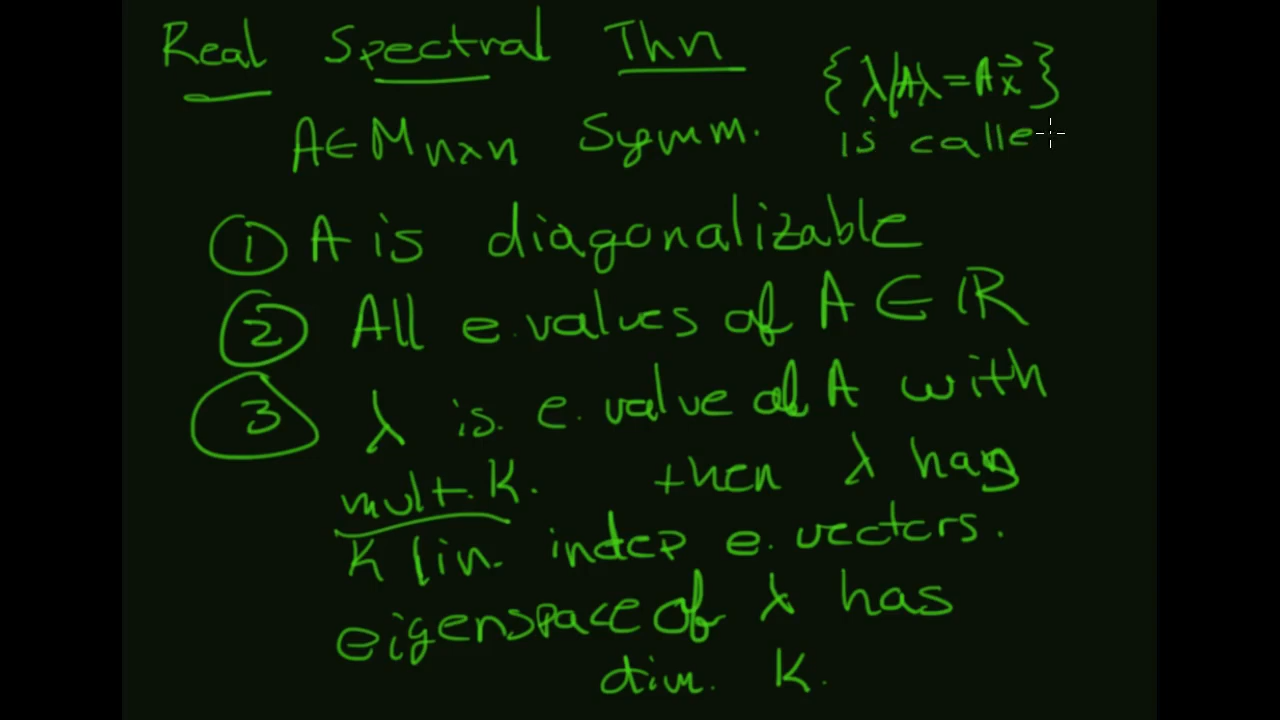 Real Spectral Thm
{λ|Aλ = Ax⃗}
A∈M n×n Symm.
is calle
① A is diagonalizable
② All e.values of A ∈ ℝ
③ λ is e.value of A with
mult. K. then λ has
K lin. indep e.vectors.
eigenspace of λ has
dim. K.